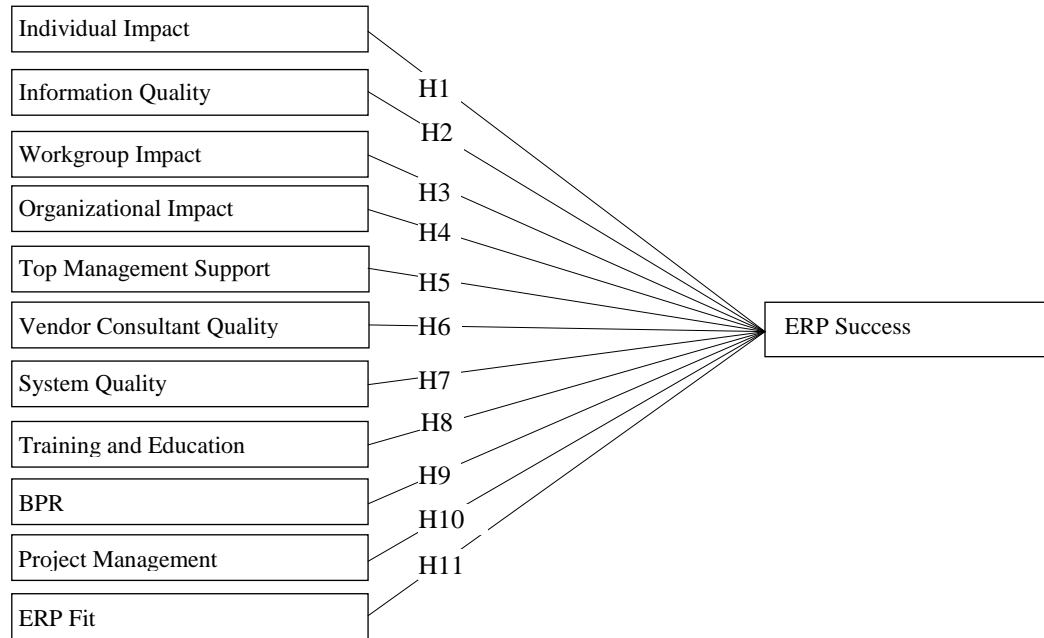 Individual Impact
H1
Information Quality
H2
Workgroup Impact
H3
Organizational Impact
H4
Top Management Support
H5
Vendor Consultant Quality
H6
ERP Success
System Quality
H7
Training and Education
H8
BPR
H9
Project Management
H10
ERP Fit
H11